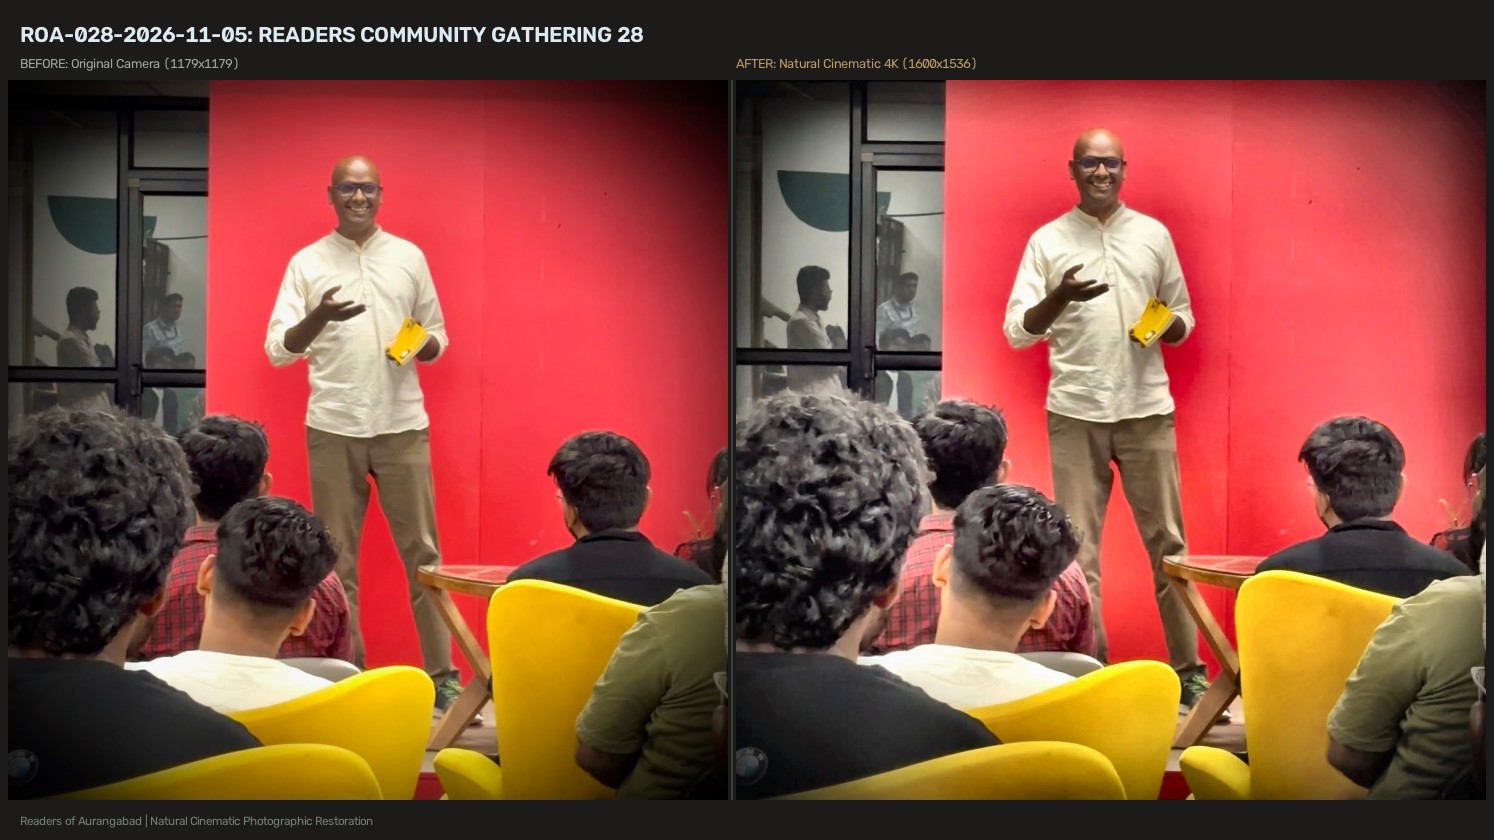 ROA-028-2026-11-05: READERS COMMUNITY GATHERING 28
BEFORE: Original Camera (1179x1179)
AFTER: Natural Cinematic 4K (1600x1536)
Readers of Aurangabad | Natural Cinematic Photographic Restoration